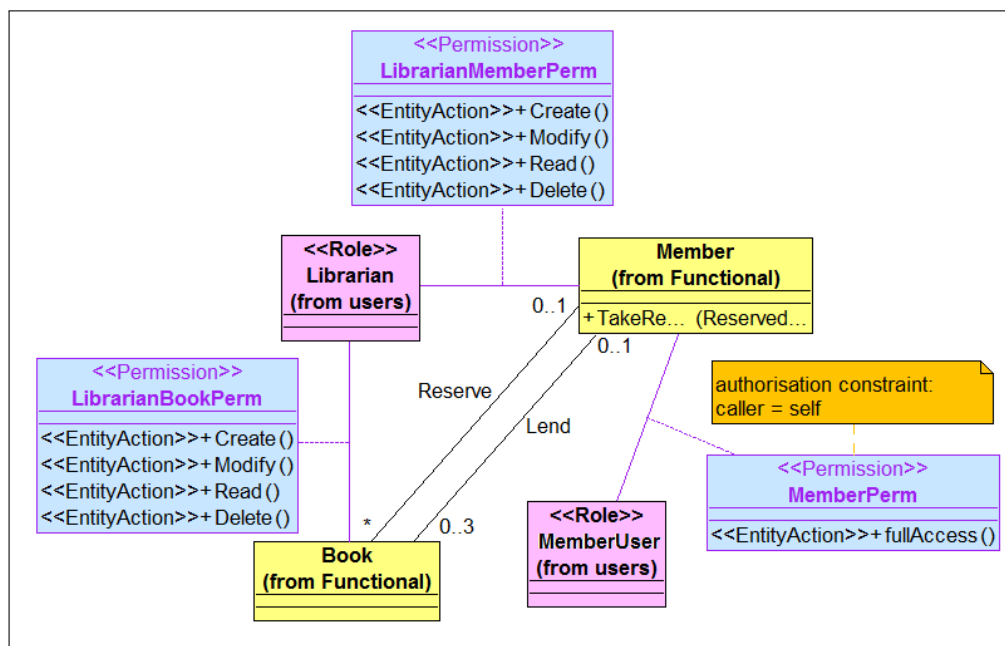 <<Permission>>
LibrarianMemberPerm
<<EntityAction>>+Create()
<<EntityAction>>+Modify()
<<EntityAction>>+Read()
<<EntityAction>>+Delete()
<<Role>>
Librarian
(from users)
Member
(from Functional)
+TakeRe... (Reserved...
0..1
0..1
<<Permission>>
LibrarianBookPerm
<<EntityAction>>+Create()
<<EntityAction>>+Modify()
<<EntityAction>>+Read()
<<EntityAction>>+Delete()
Reserve
Lend
authorisation constraint:
caller = self
<<Permission>>
MemberPerm
<<EntityAction>>+fullAccess()
*
0..3
<<Role>>
MemberUser
(from users)
Book
(from Functional)